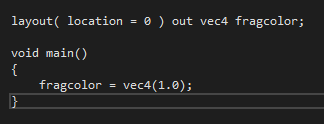 layout( location = 0 ) out vec4 fragcolor;
void main()
{
fragcolor = vec4(1.0);
}